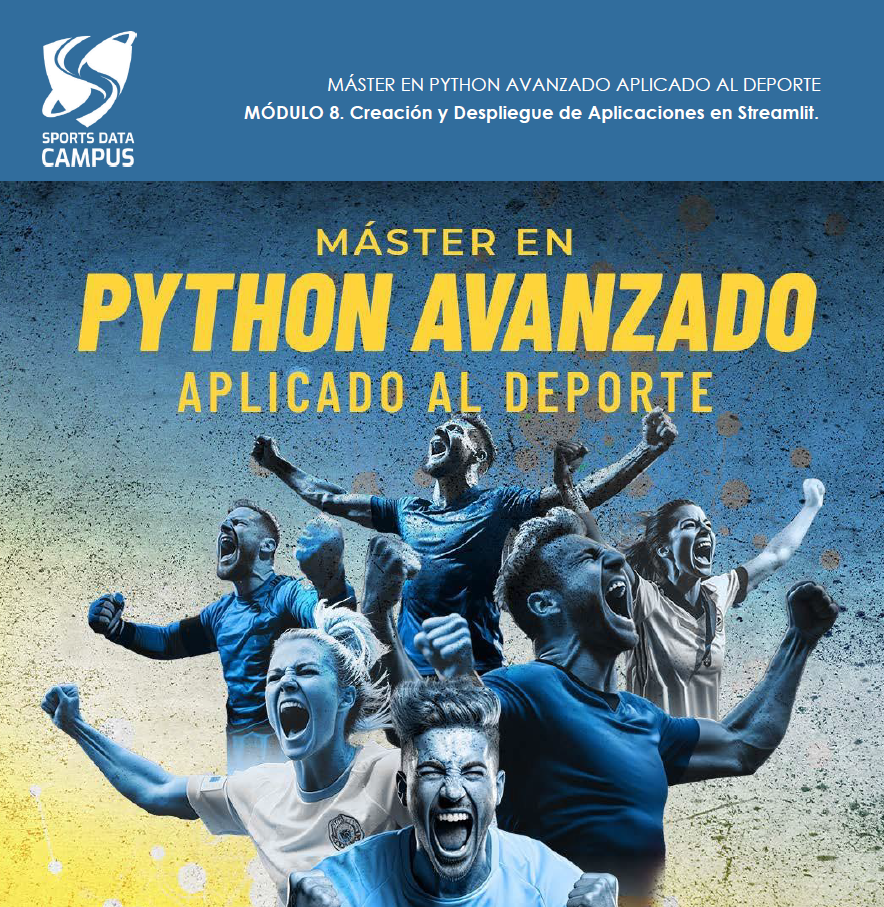 MÁSTER EN PYTHON AVANZADO APLICADO AL DEPORTE
MÓDULO 8. Creación y Despliegue de Aplicaciones en Streamlit.
SPORTS DATA
CAMPUS
MÁSTER EN
PYTHON AVANZADO
APLICADO AL DEPORTE